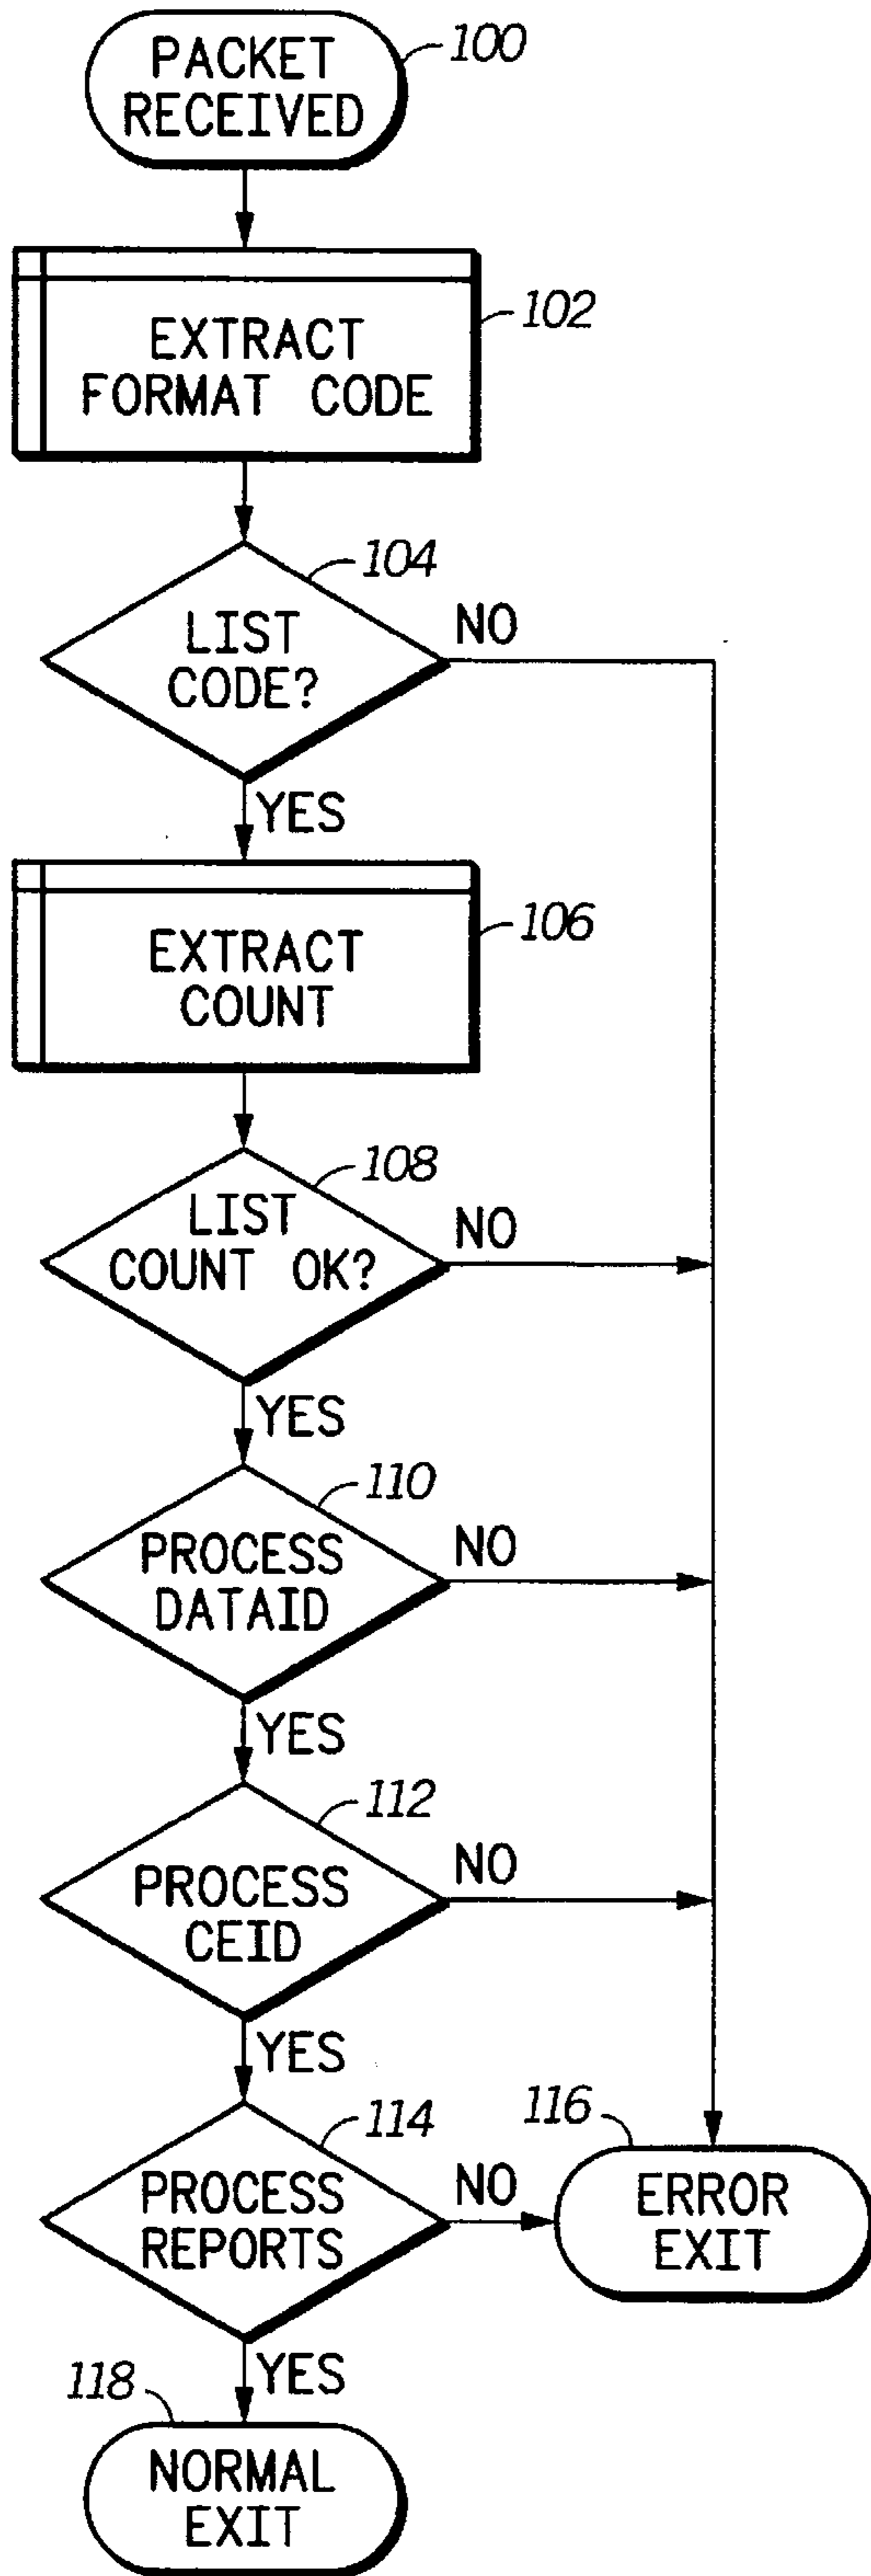 PACKET
RECEIVED
100
EXTRACT
FORMAT CODE
102
104
LIST
CODE?
NO
YES
EXTRACT
COUNT
106
108
LIST
COUNT OK?
NO
YES
110
PROCESS
DATAID
NO
YES
112
PROCESS
CEID
NO
YES
114
PROCESS
REPORTS
NO
116
ERROR
EXIT
YES
118
NORMAL
EXIT